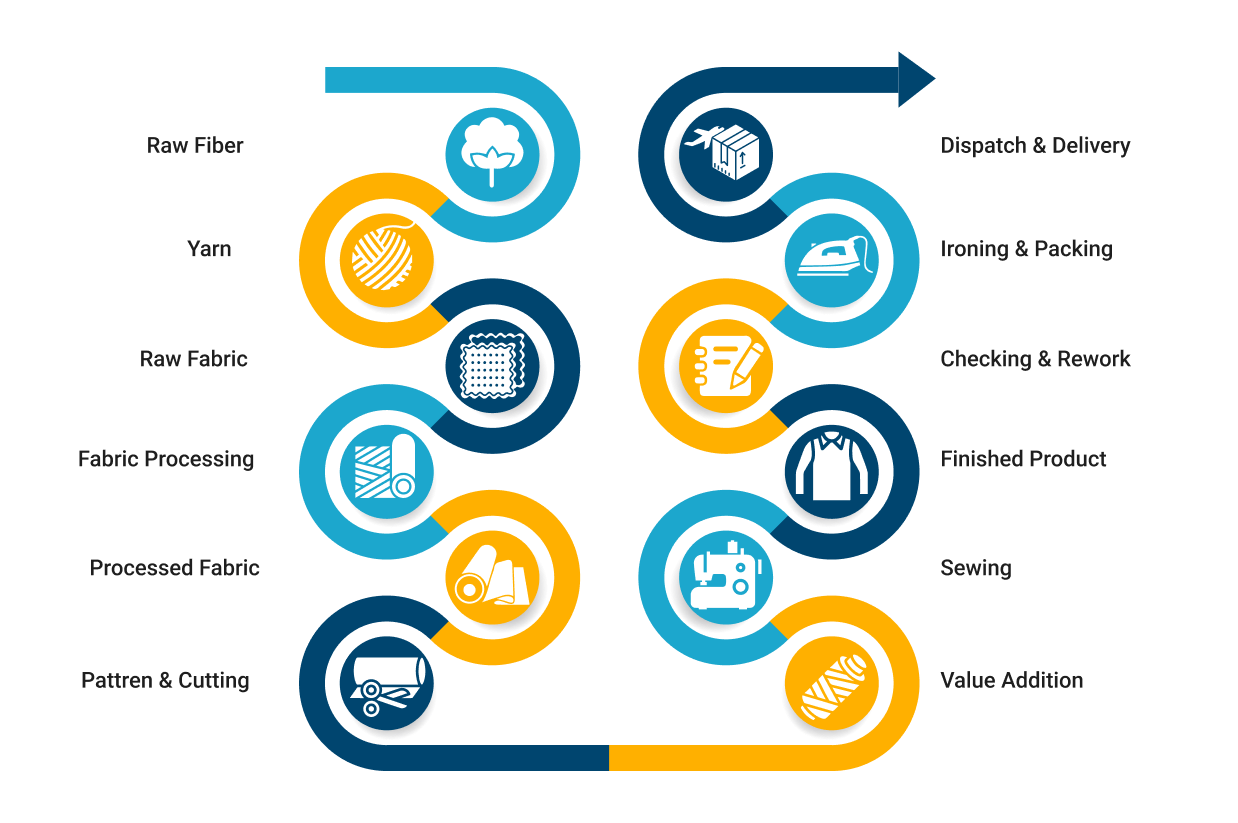 Raw Fiber
Yarn
Raw Fabric
Fabric Processing
Processed Fabric
Pattren & Cutting
Value Addition
Sewing
Finished Product
Checking & Rework
Ironing & Packing
Dispatch & Delivery